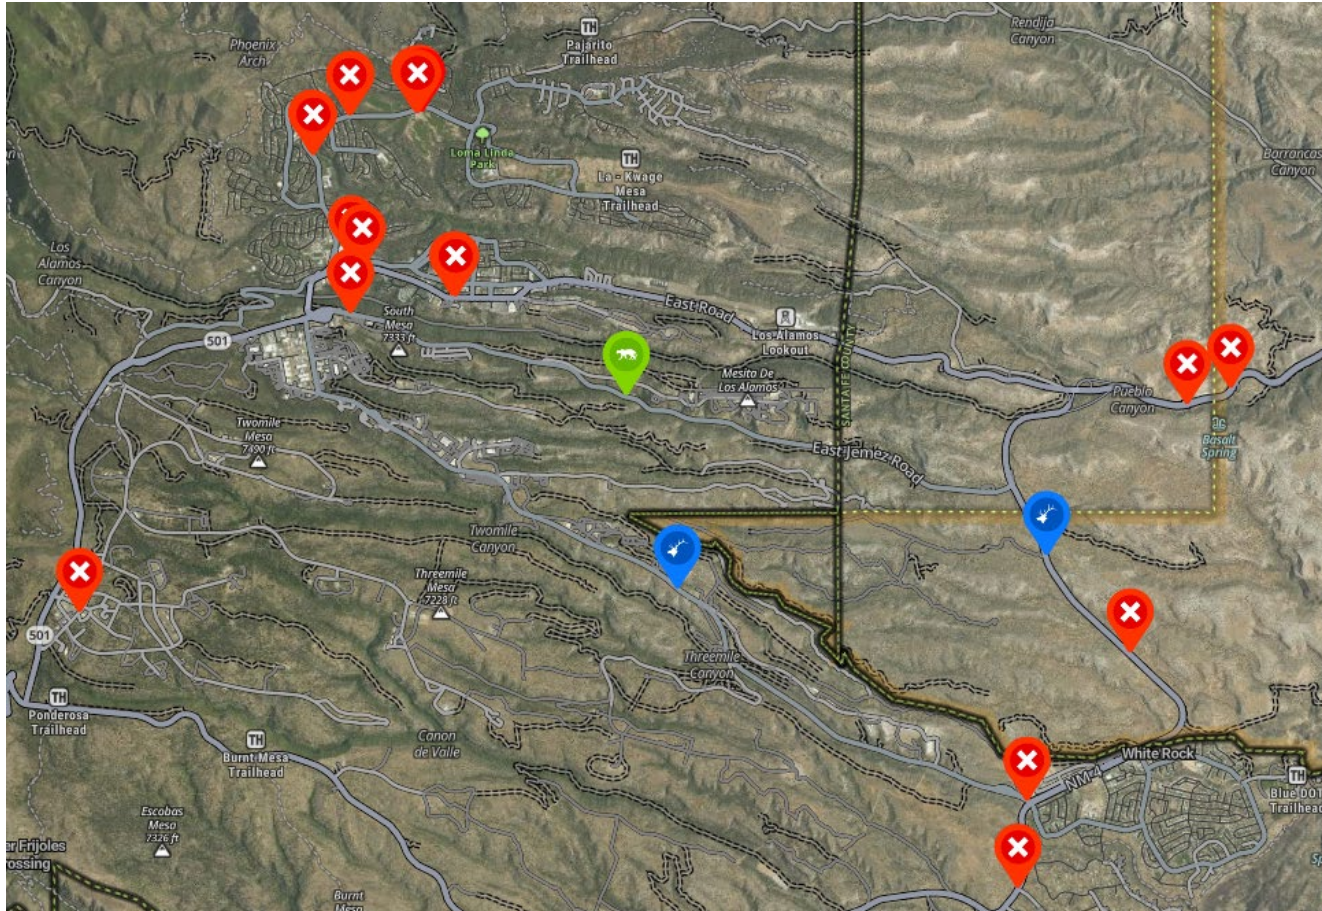 Rendija
Canyon
Phoenix
Arch
TH
Pajarito
Trailhead
Loma Linda
Park
TH
La - Kwage
Mesa
Trailhead
Barrancas
Canyon
Los
Alamos
Canyon
South
Mesa
7333 ft
East Road
Los Alamos
Lookout
501
SANTA FE COUNTY
Mesita De
Los Alamos
Pueblo
Canyon
Basalt
Spring
Twomile
Mesa
7490 ft
East Jemez Road
Twomile
Canyon
Threemile
Mesa
7228 ft
501
Threemile
Canyon
TH
Ponderosa
Trailhead
Canon
de Valle
TH
Burnt Mesa
Trailhead
White Rock
NM 4
TH
Blue DOT
Trailhead
Escobas
Mesa
7326 ft
er Frijoles
rossing
Sp
Burnt
Mesa